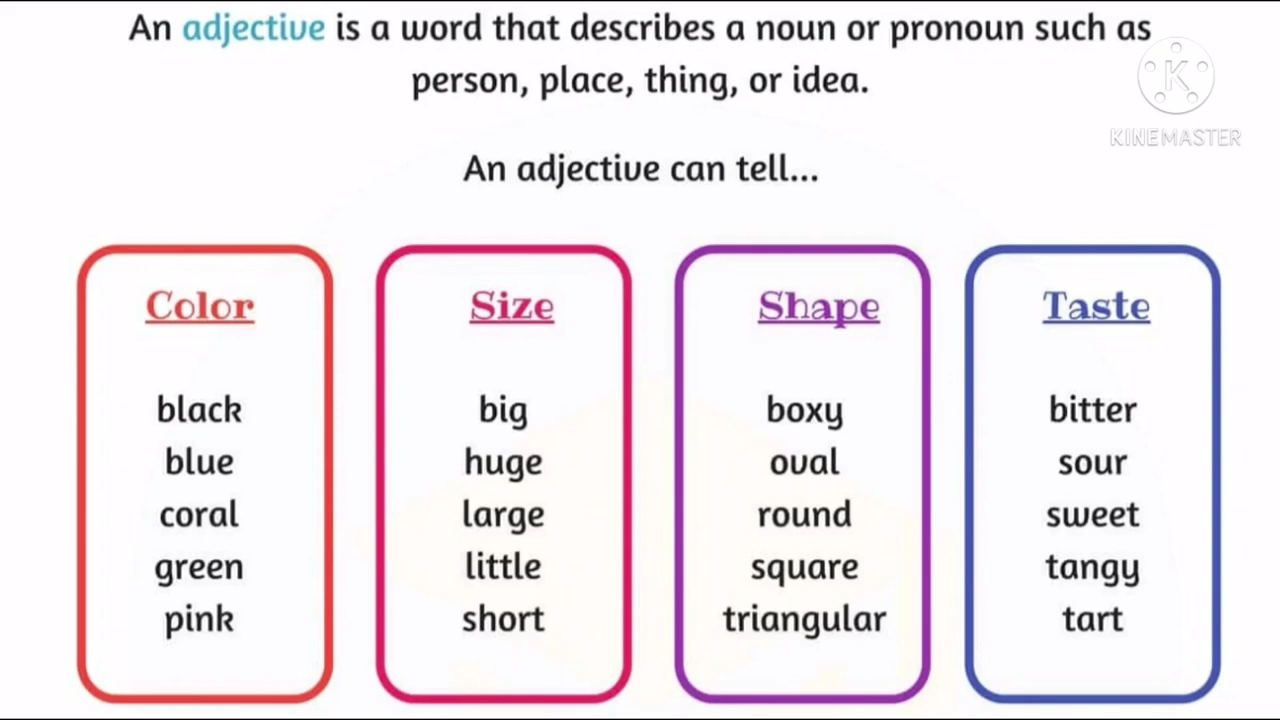 An adjective is a word that describes a noun or pronoun such as
person, place, thing, or idea.
K
KINEMASTER
An adjective can tell...
Color
black
blue
coral
green
pink
Size
big
huge
large
little
short
Shape
boxy
oval
round
square
triangular
Taste
bitter
sour
sweet
tangy
tart